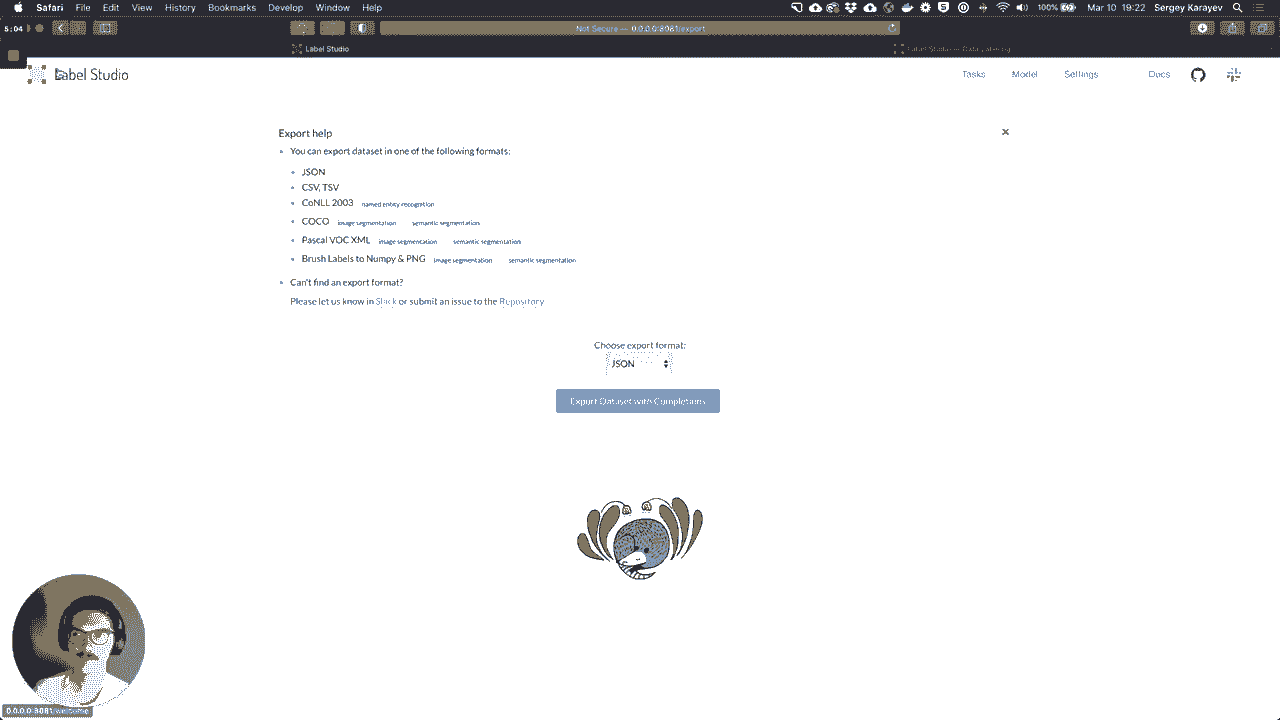 Safari File Edit View History Bookmarks Develop Window Help 100% Mar 10 18:22 Sergey Karayev
5:04 Not Secure — 0.0.0.0:8081/export
Label Studio
Label Studio Tasks Model Settings Docs
Export help
You can export dataset in one of the following formats:
JSON
CSV, TSV
CoNLL 2003 named entity recognition
COCO image segmentation semantic segmentation
Pascal VOC XML image segmentation semantic segmentation
Brush Labels to Numpy & PNG image segmentation semantic segmentation
Can't find an export format?
Please let us know in Slack or submit an issue to the Repository
Choose export format:
JSON
Export Dataset with Completions
0.0.0.0:8081/welcome